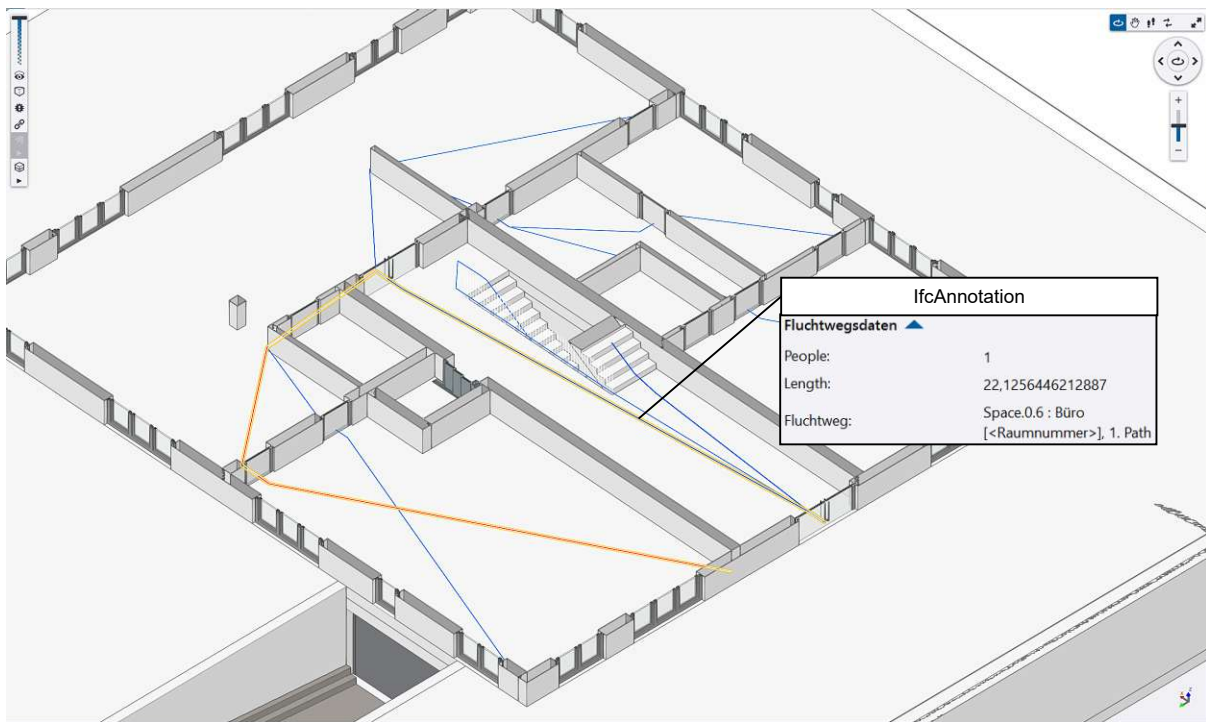 IfcAnnotation
Fluchtwegsdaten
People: 1
Length: 22,1256446212887
Fluchtweg: Space.0.6 : Büro
[<Raumnummer>], 1. Path